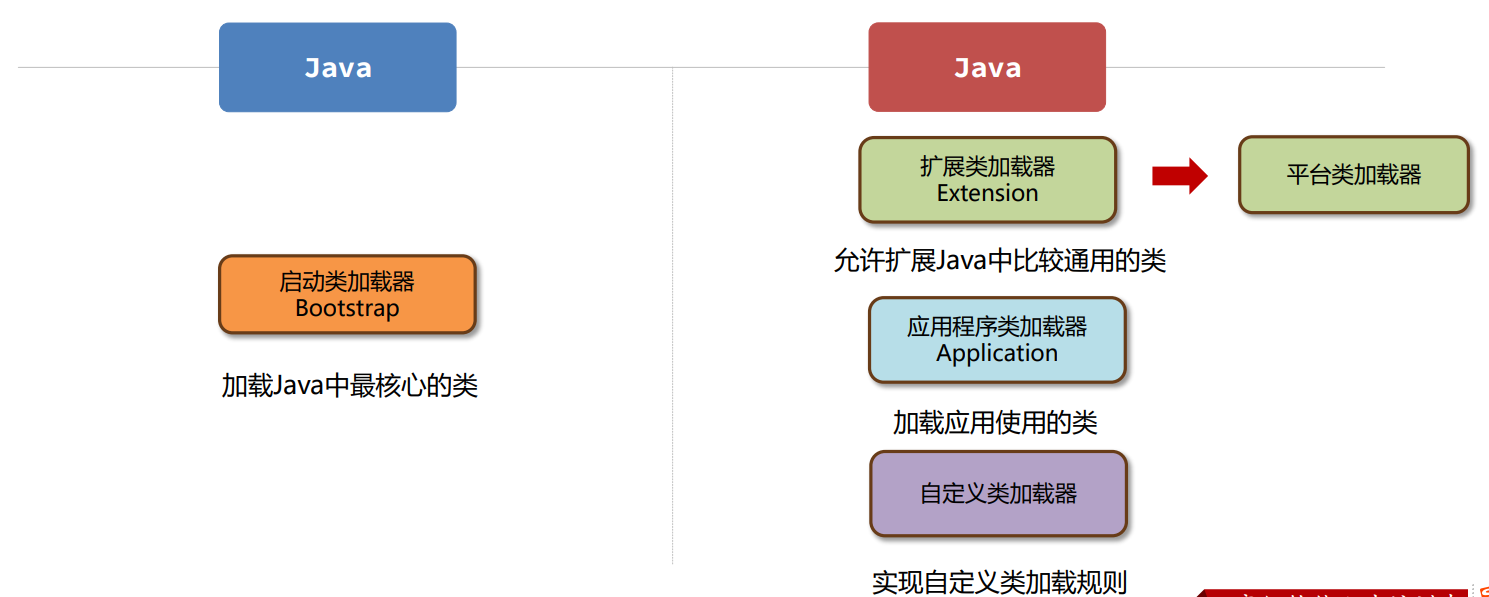 Java
Java
扩展类加载器
Extension
平台类加载器
允许扩展Java中比较通用的类
启动类加载器
Bootstrap
加载Java中最核心的类
应用程序类加载器
Application
加载应用使用的类
自定义类加载器
实现自定义类加载规则